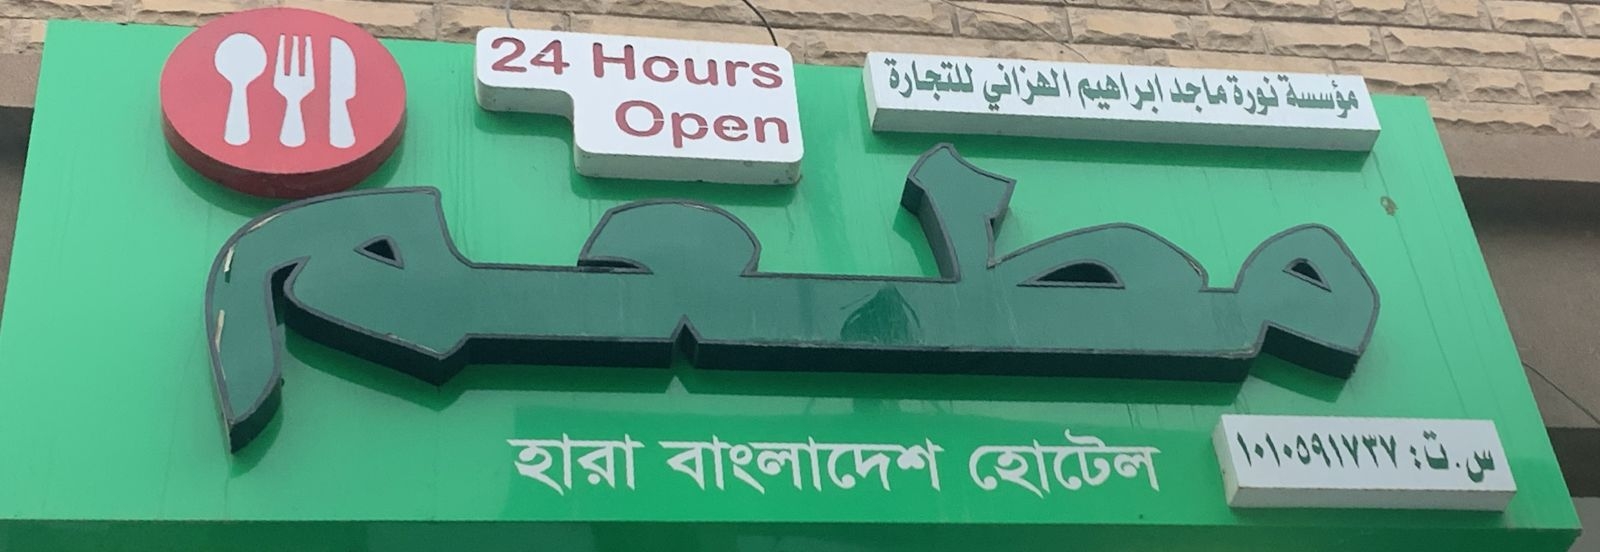 24 Hours
Open
مؤسسة نورة ماجد ابراهيم الهزاني للتجارة
مطعم
হারা বাংলাদেশ হোটেল
س.ت: ١٠١٠٥٩١٧٣٧